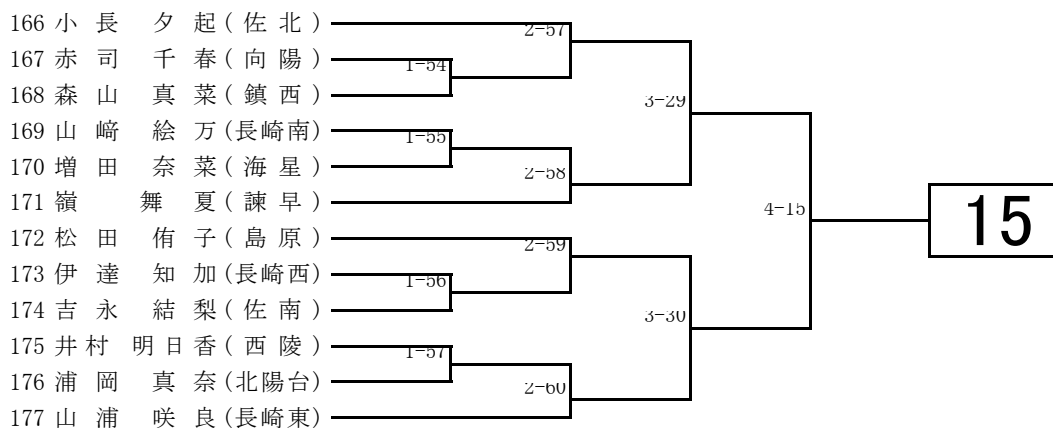 166 小 長 夕 起 ( 佐 北 )
2-57
167 赤 司 千 春 ( 向 陽 )
1-54
168 森 山 真 菜 ( 鎮 西 )
3-29
169 山 﨑 絵 万 (長崎南)
1-55
170 増 田 奈 菜 ( 海 星 )
2-58
171 嶺 舞 夏 ( 諫 早 )
4-15
15
172 松 田 侑 子 ( 島 原 )
2-59
173 伊 達 知 加 (長崎西)
1-56
174 吉 永 結 梨 ( 佐 南 )
3-30
175 井 村 明 日 香 ( 西 陵 )
1-57
176 浦 岡 真 奈 (北陽台)
2-60
177 山 浦 咲 良 (長崎東)